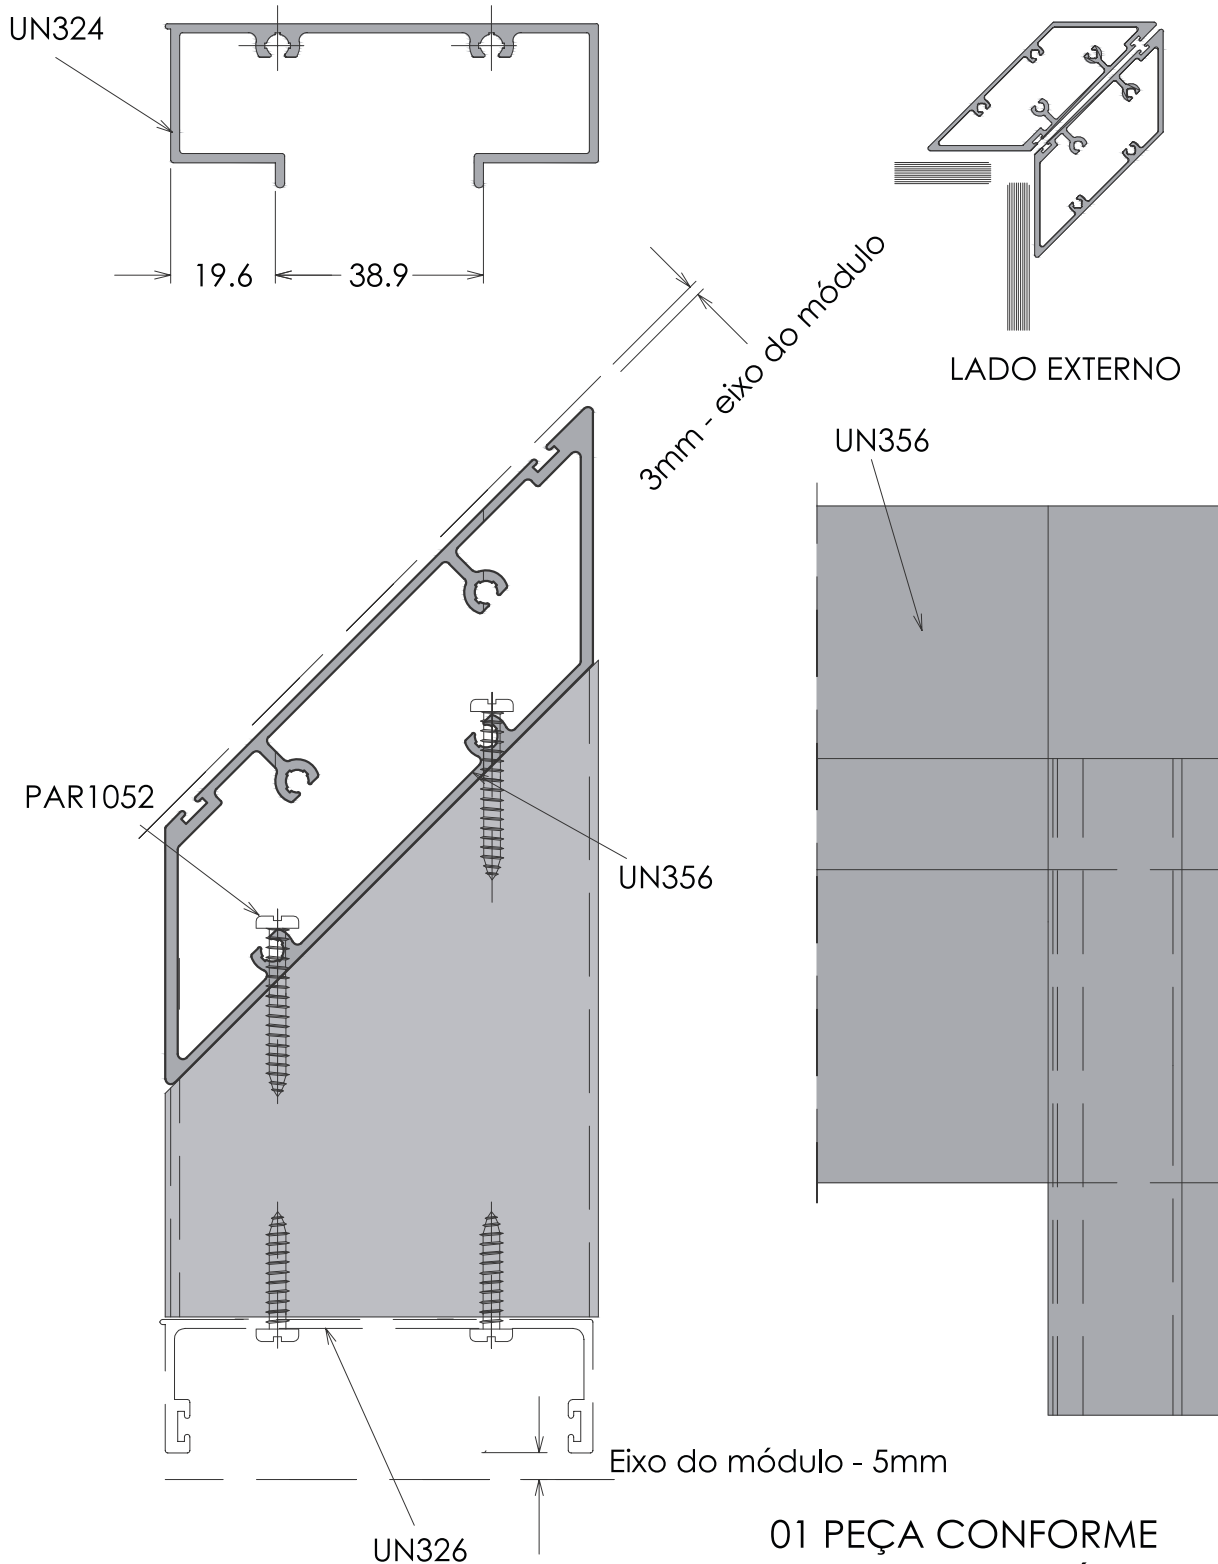 UN324
19.6
38.9
3mm - eixo do módulo
LADO EXTERNO
UN356
PAR1052
UN356
Eixo do módulo - 5mm
UN326
01 PEÇA CONFORME